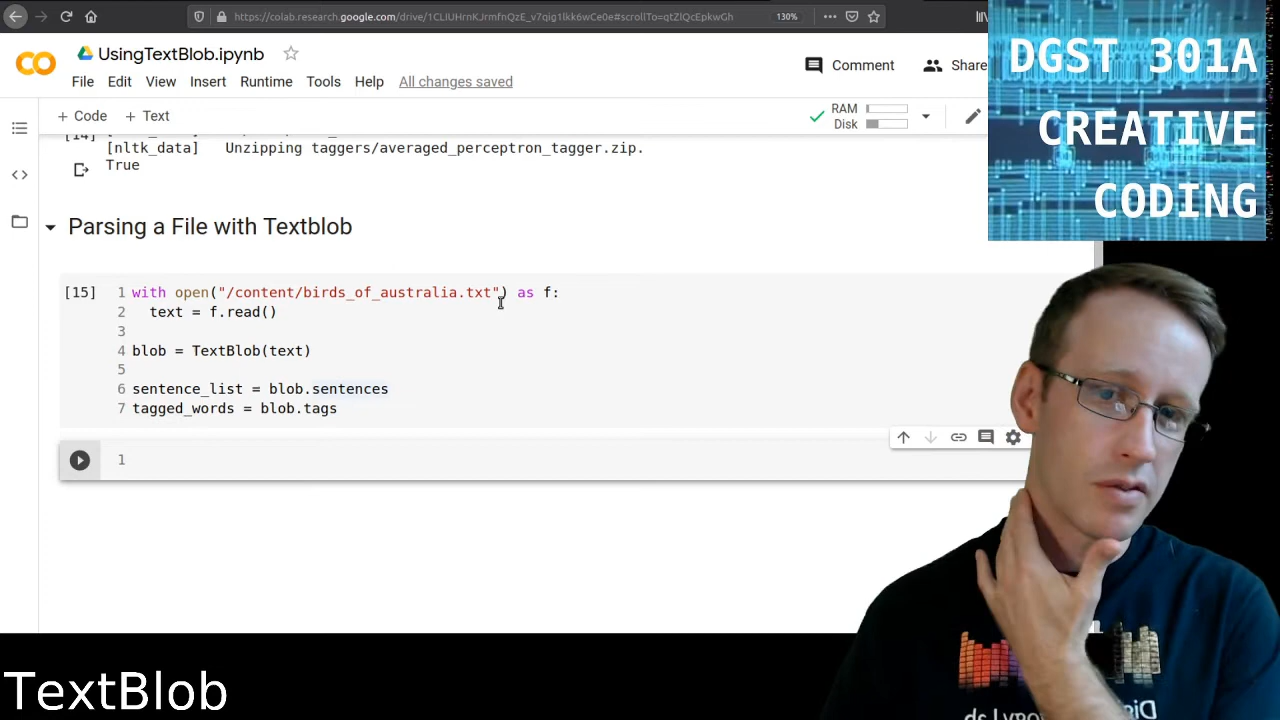 https://colab.research.google.com/drive/1CLIUHrnKJrmfnQzE_v7qig1lkk6wCe0e#scrollTo=qtZlQcEpkwGh
130%
UsingTextBlob.ipynb
File Edit View Insert Runtime Tools Help All changes saved
Comment
Share
+ Code + Text
RAM
Disk
[14]
[nltk_data] Unzipping taggers/averaged_perceptron_tagger.zip.
True
Parsing a File with Textblob
[15]
1 with open("/content/birds_of_australia.txt") as f:
2 text = f.read()
3
4 blob = TextBlob(text)
5
6 sentence_list = blob.sentences
7 tagged_words = blob.tags
1
DGST 301A
CREATIVE
CODING
TextBlob